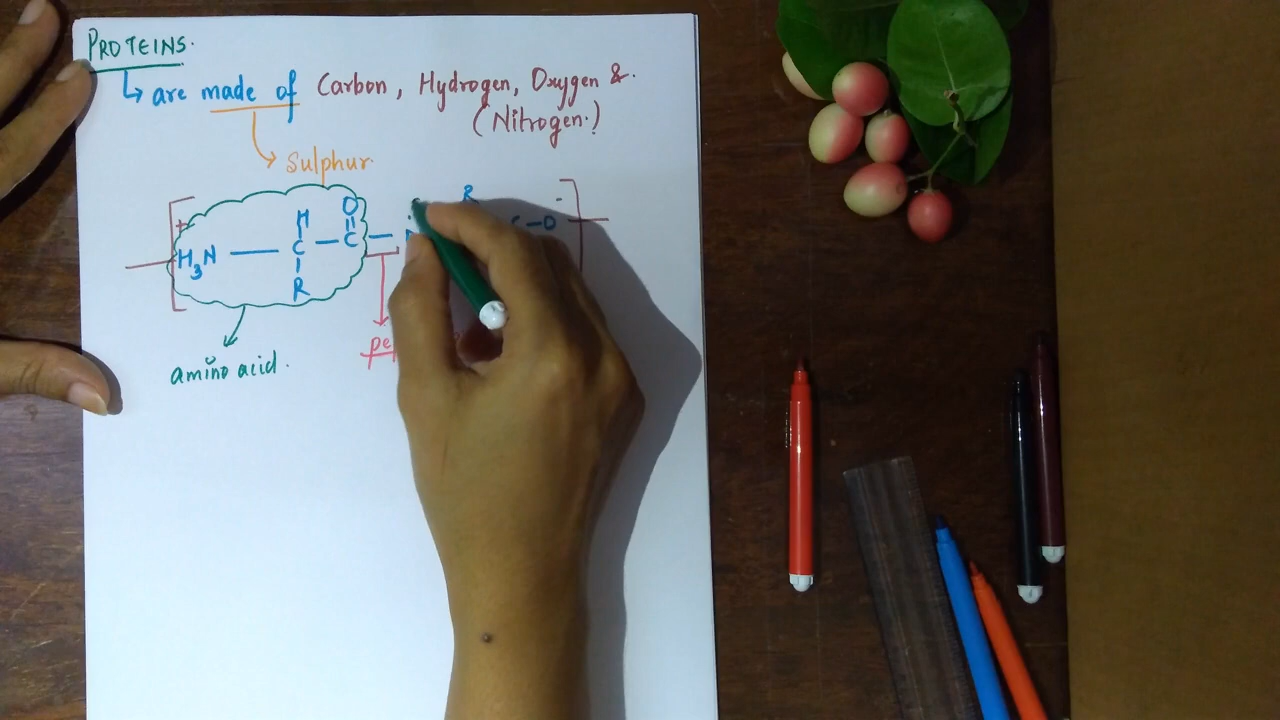 PROTEINS.
↳ are made of Carbon, Hydrogen, Oxygen &.
(Nitrogen.)
Sulphur.
H O R -
+
H3N — C — C — C — O
R
amino acid.